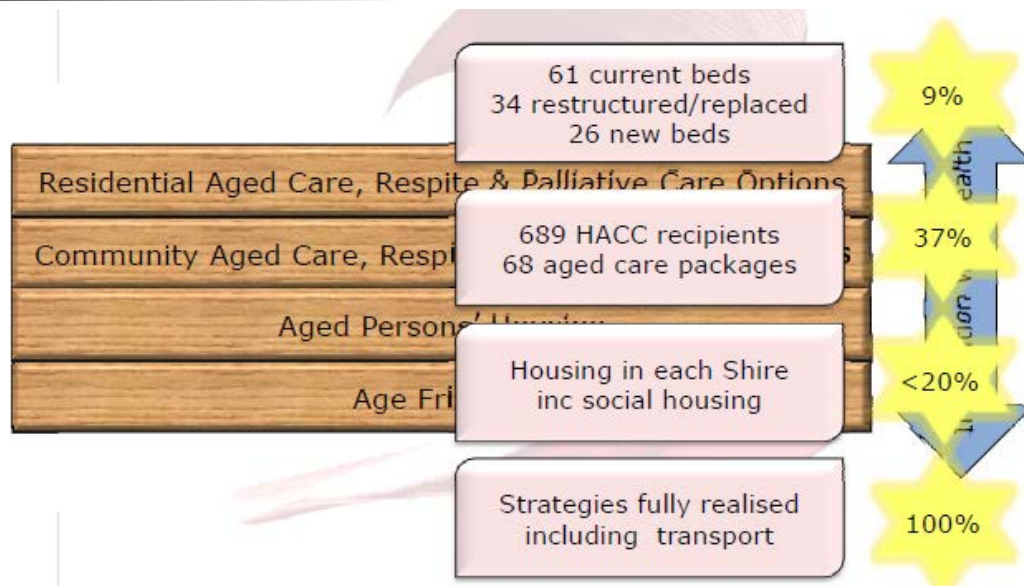 61 current beds
34 restructured/replaced
26 new beds
9%
Residential Aged Care, Respite & Palliative Care Options
689 HACC recipients
68 aged care packages
37%
Community Aged Care,
Aged Persons'
Housing in each Shire
inc social housing
<20%
Age
Strategies fully realised
including transport
100%